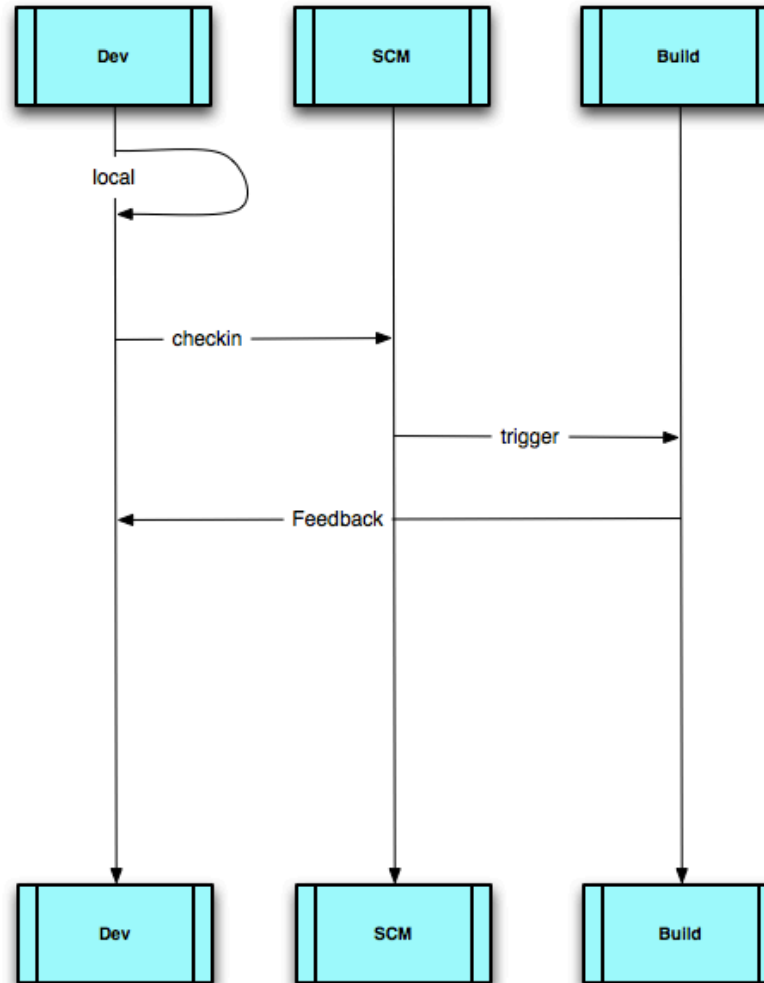 Dev
SCM
Build
local
checkin
trigger
Feedback
Dev
SCM
Build